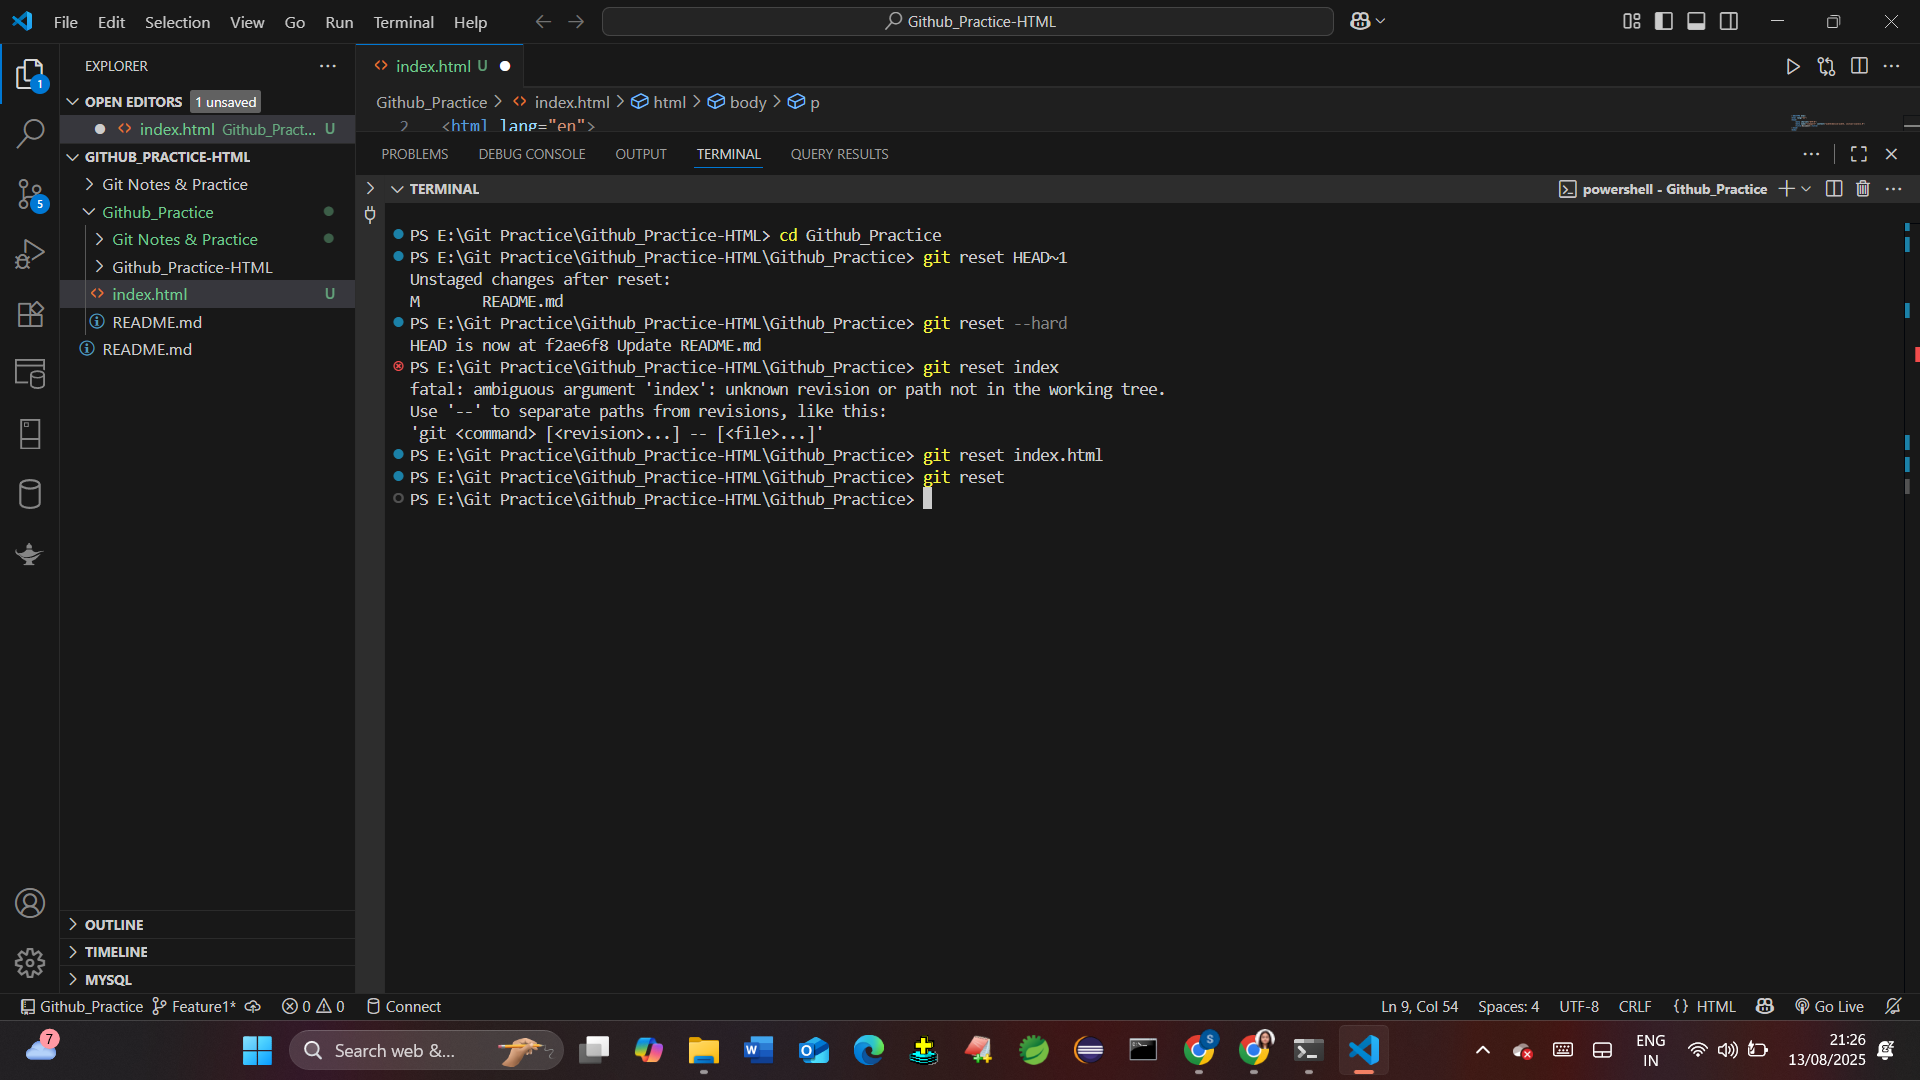 File Edit Selection View Go Run Terminal Help
Github_Practice-HTML
EXPLORER
OPEN EDITORS 1 unsaved
index.html Github_Pract... U
GITHUB_PRACTICE-HTML
Git Notes & Practice
Github_Practice
Git Notes & Practice
Github_Practice-HTML
index.html U
README.md
README.md
OUTLINE
TIMELINE
MYSQL
1
5
index.html U
Github_Practice > index.html > html > body > p
2 <html lang="en">
PROBLEMS DEBUG CONSOLE OUTPUT TERMINAL QUERY RESULTS
TERMINAL
powershell - Github_Practice
PS E:\Git Practice\Github_Practice-HTML> cd Github_Practice
PS E:\Git Practice\Github_Practice-HTML\Github_Practice> git reset HEAD~1
Unstaged changes after reset:
M README.md
PS E:\Git Practice\Github_Practice-HTML\Github_Practice> git reset --hard
HEAD is now at f2ae6f8 Update README.md
PS E:\Git Practice\Github_Practice-HTML\Github_Practice> git reset index
fatal: ambiguous argument 'index': unknown revision or path not in the working tree.
Use '--' to separate paths from revisions, like this:
'git <command> [<revision>...] -- [<file>...]'
PS E:\Git Practice\Github_Practice-HTML\Github_Practice> git reset index.html
PS E:\Git Practice\Github_Practice-HTML\Github_Practice> git reset
PS E:\Git Practice\Github_Practice-HTML\Github_Practice>
Github_Practice Feature1* 0 0 Connect
Ln 9, Col 54 Spaces: 4 UTF-8 CRLF {} HTML Go Live
7
Search web &...
S
ENG
IN
21:26
13/08/2025